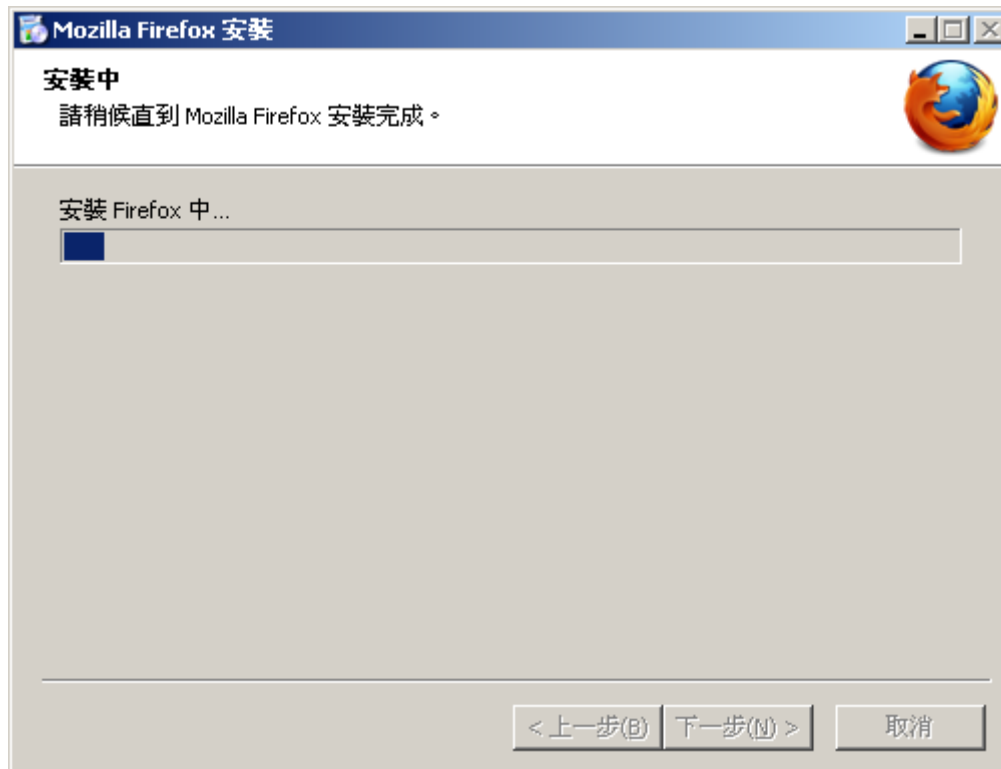 Mozilla Firefox 安裝
安裝中
請稍候直到 Mozilla Firefox 安裝完成。
安裝 Firefox 中...
< 上一步(B)
下一步(N) >
取消